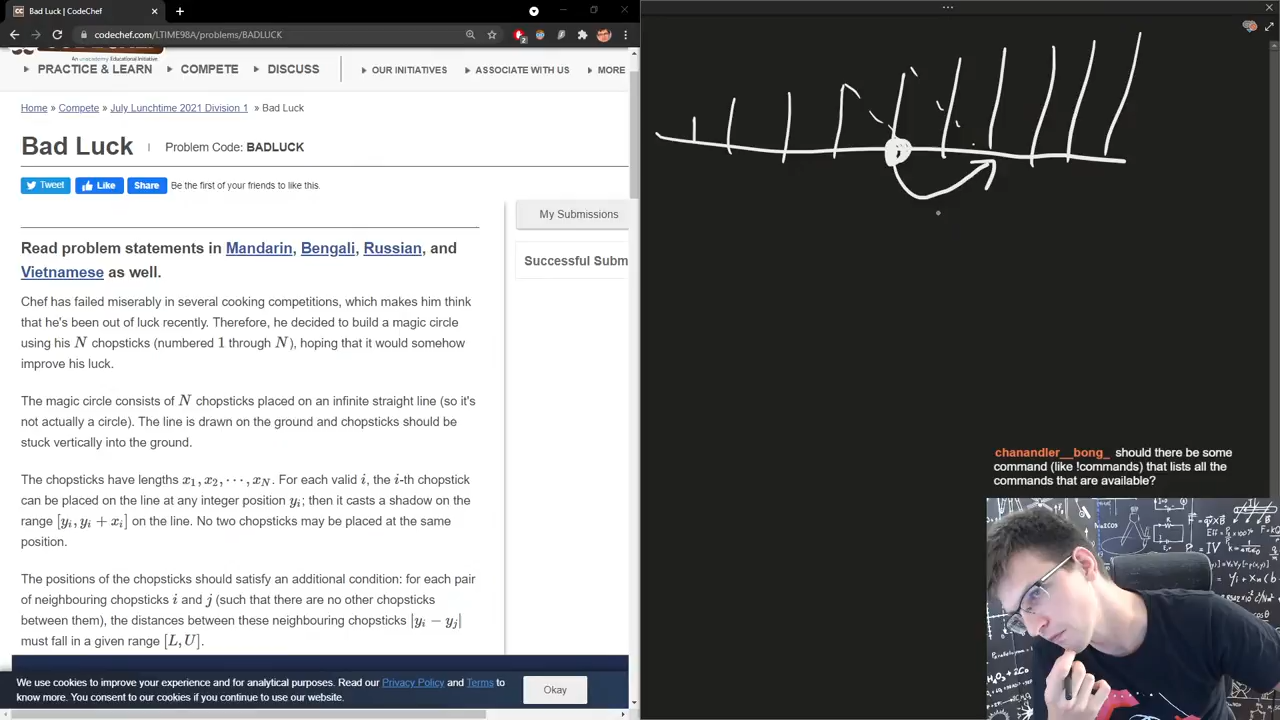 Bad Luck | CodeChef
codechef.com/LTIME98A/problems/BADLUCK
An unacademy Educational Initiative
PRACTICE & LEARN COMPETE DISCUSS OUR INITIATIVES ASSOCIATE WITH US MORE
Home » Compete » July Lunchtime 2021 Division 1 » Bad Luck
Bad Luck Problem Code: BADLUCK
Tweet Like Share Be the first of your friends to like this.
My Submissions
Successful Subm
Read problem statements in Mandarin, Bengali, Russian, and
Vietnamese as well.
Chef has failed miserably in several cooking competitions, which makes him think
that he's been out of luck recently. Therefore, he decided to build a magic circle
using his N chopsticks (numbered 1 through N), hoping that it would somehow
improve his luck.
The magic circle consists of N chopsticks placed on an infinite straight line (so it's
not actually a circle). The line is drawn on the ground and chopsticks should be
stuck vertically into the ground.
The chopsticks have lengths x₁, x₂, ⋯, x_N. For each valid i, the i-th chopstick
can be placed on the line at any integer position yᵢ; then it casts a shadow on the
range [yᵢ, yᵢ + xᵢ] on the line. No two chopsticks may be placed at the same
position.
The positions of the chopsticks should satisfy an additional condition: for each pair
of neighbouring chopsticks i and j (such that there are no other chopsticks
between them), the distances between these neighbouring chopsticks |yᵢ − yⱼ|
must fall in a given range [L, U].
We use cookies to improve your experience and for analytical purposes. Read our Privacy Policy and Terms to
know more. You consent to our cookies if you continue to use our website.
Okay
chanandler__bong_ should there be some
command (like !commands) that lists all the
commands that are available?